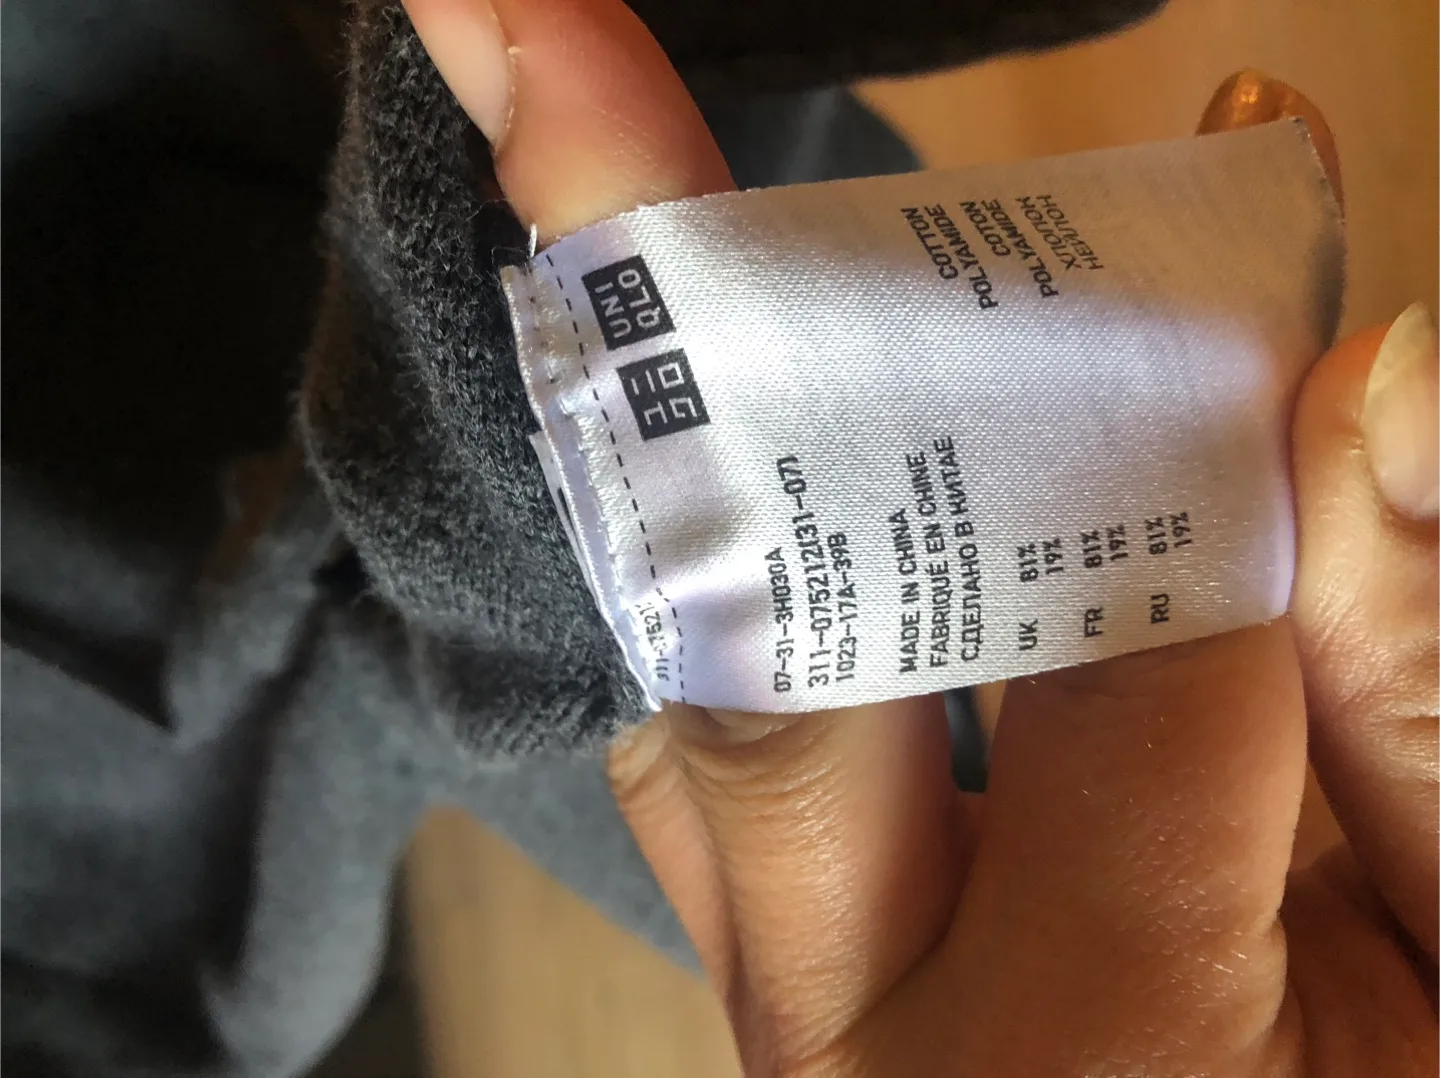 ユニ
クロ
UNI
QLO
07-31-3H030A
311-075212(31-07)
1023-17A-39B
MADE IN CHINA
FABRIQUÉ EN CHINE
СДЕЛАНО В КИТАЕ
UK 81% COTTON
19% POLYAMIDE
FR 81% COTON
19% POLYAMIDE
RU 81% ХЛОПОК
19% НЕЙЛОН